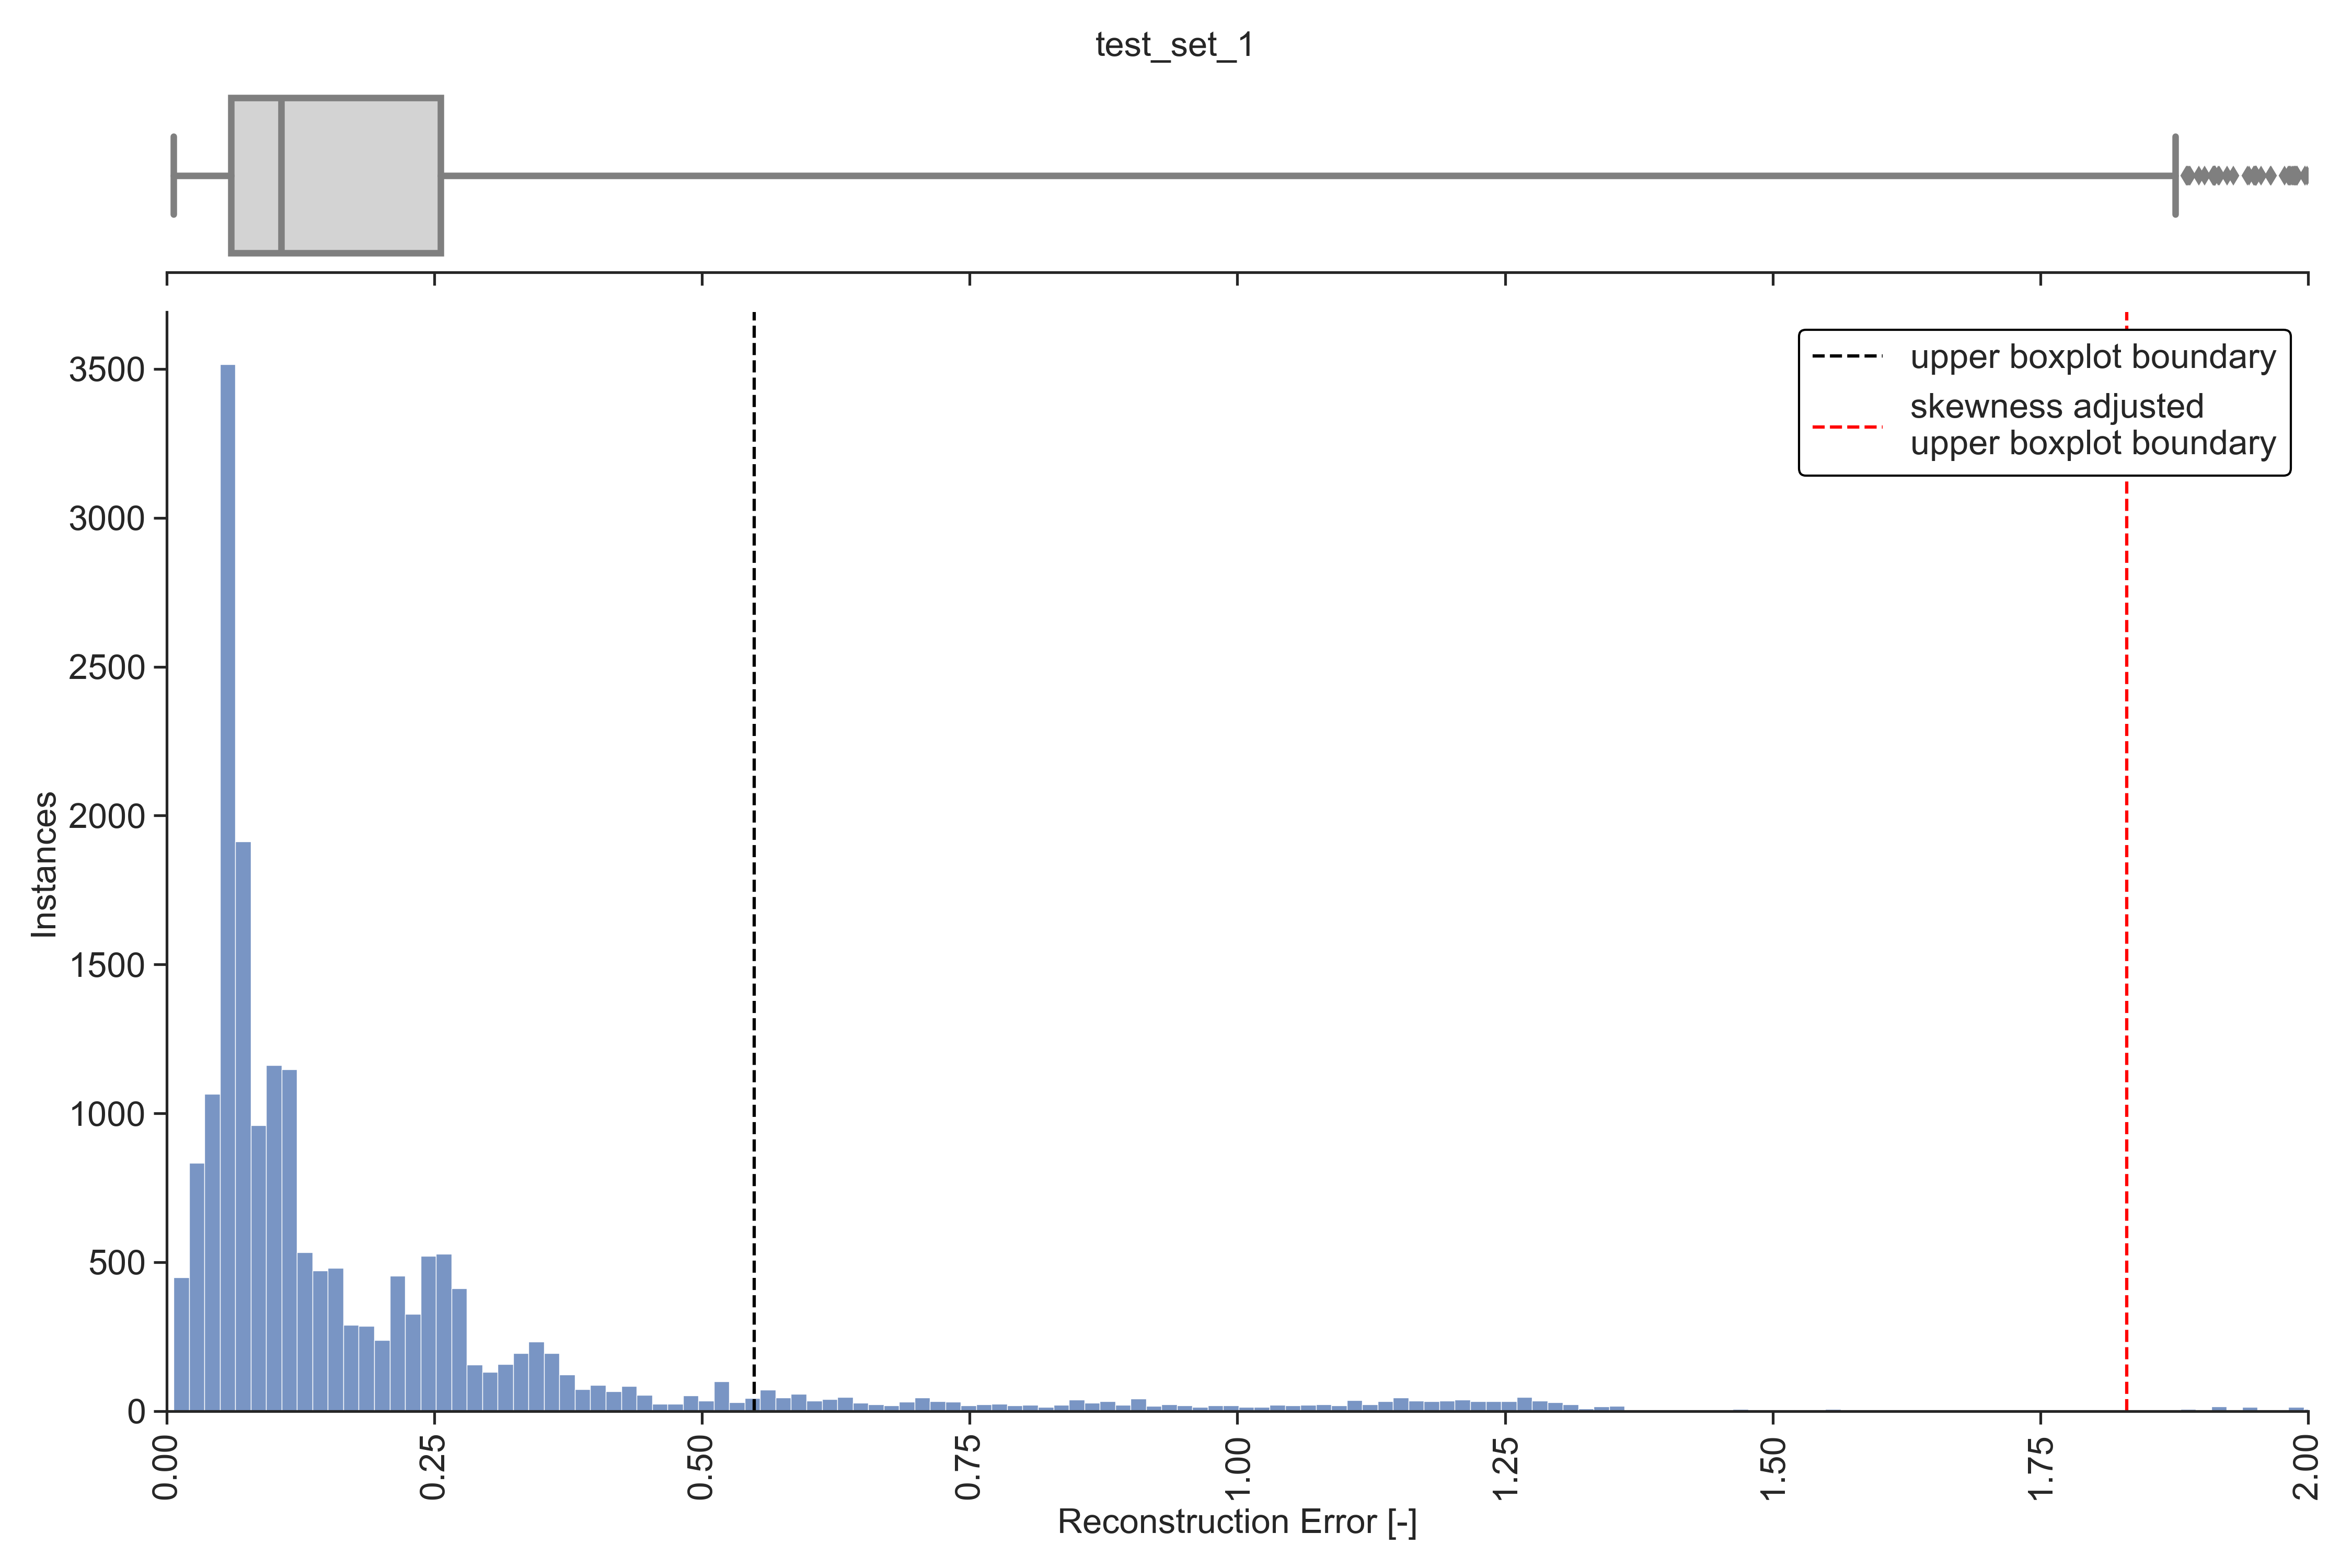 test_set_1
upper boxplot boundary
skewness adjusted
upper boxplot boundary
3500
3000
2500
2000
1500
1000
500
0
Instances
0.00
0.25
0.50
0.75
1.00
1.25
1.50
1.75
2.00
Reconstruction Error [-]